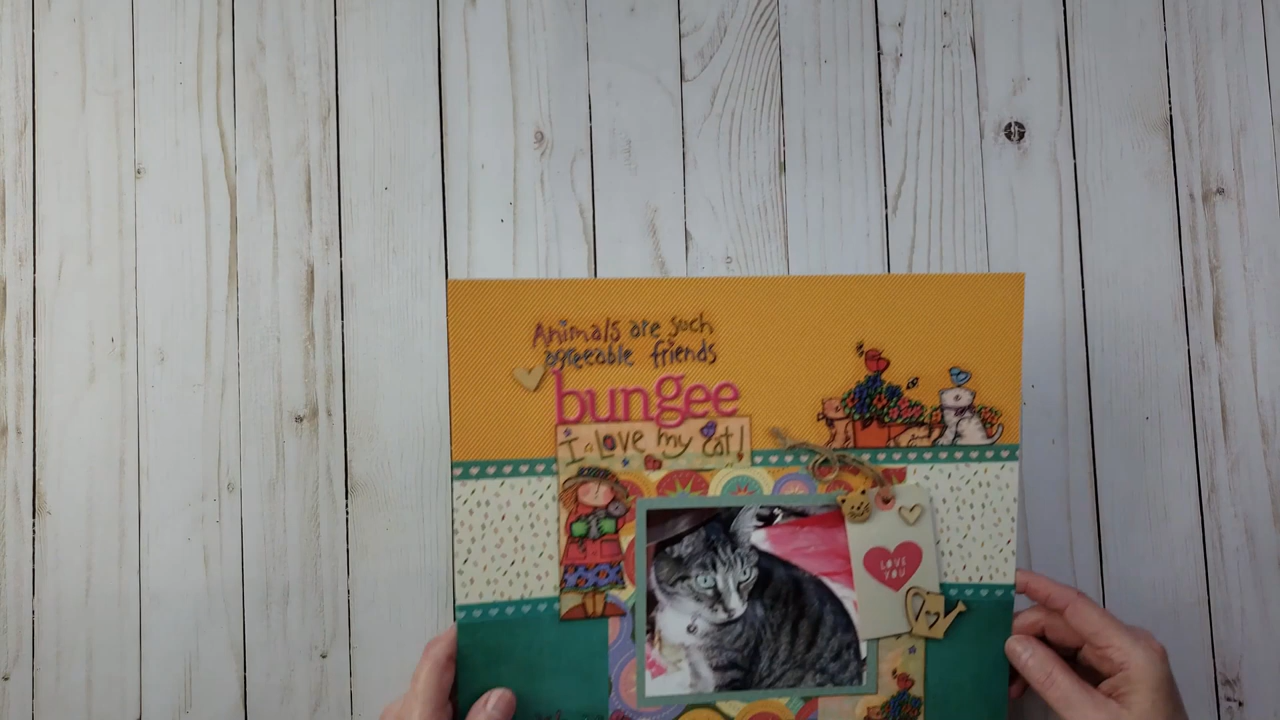 Animals are such
agreeable friends
bungee
I love my cat!
LOVE
YOU